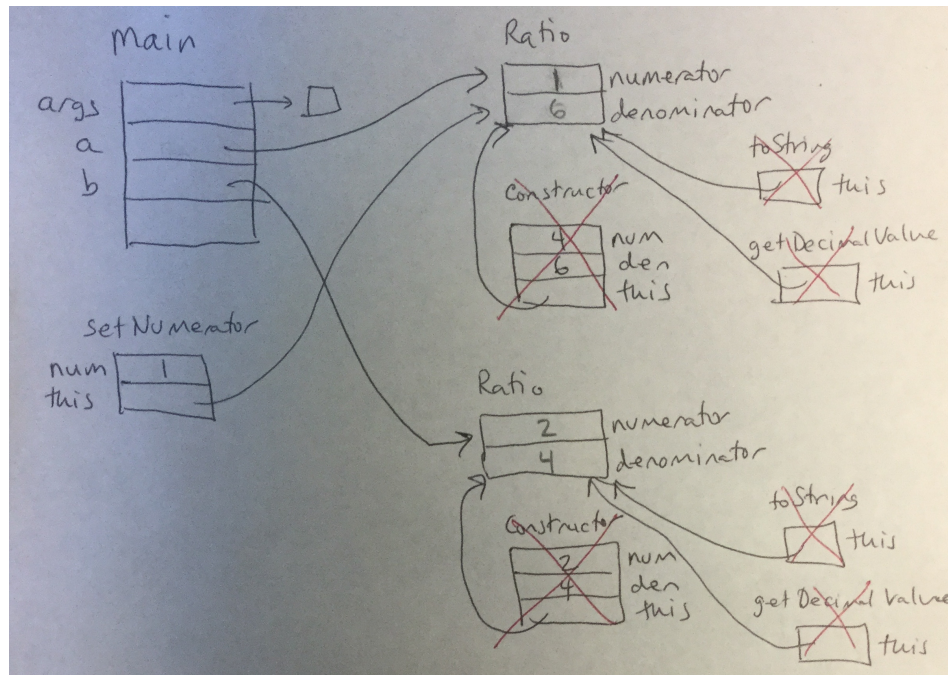 Main
args
a
b
setNumerator
num 1
this
Ratio
1 numerator
6 denominator
Constructor
4 num
6 den
this
toString
this
getDecimalValue
this
Ratio
2 numerator
4 denominator
Constructor
2 num
4 den
this
toString
this
getDecimalValue
this